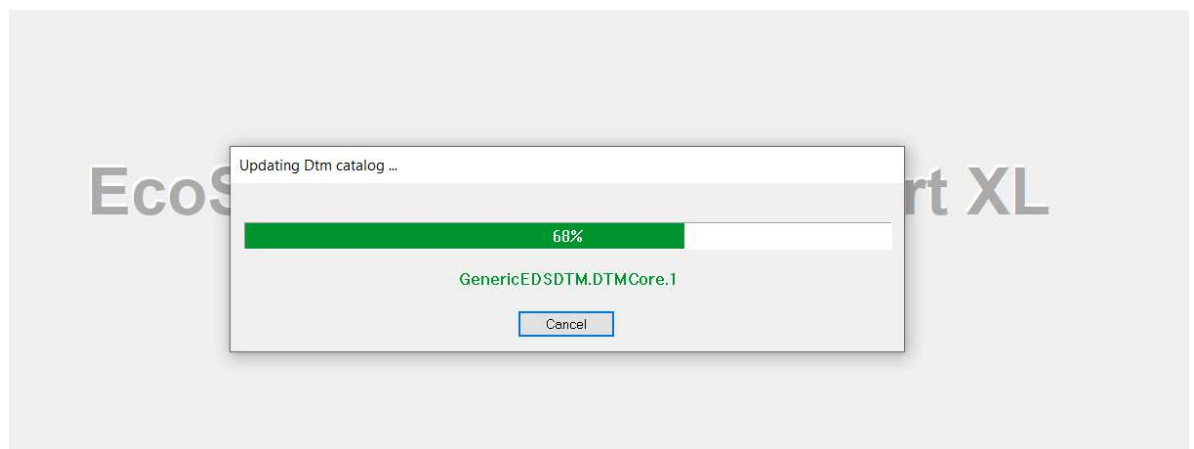 Updating Dtm catalog ...
EcoS
rt XL
68%
GenericEDSDTM.DTMCore.1
Cancel